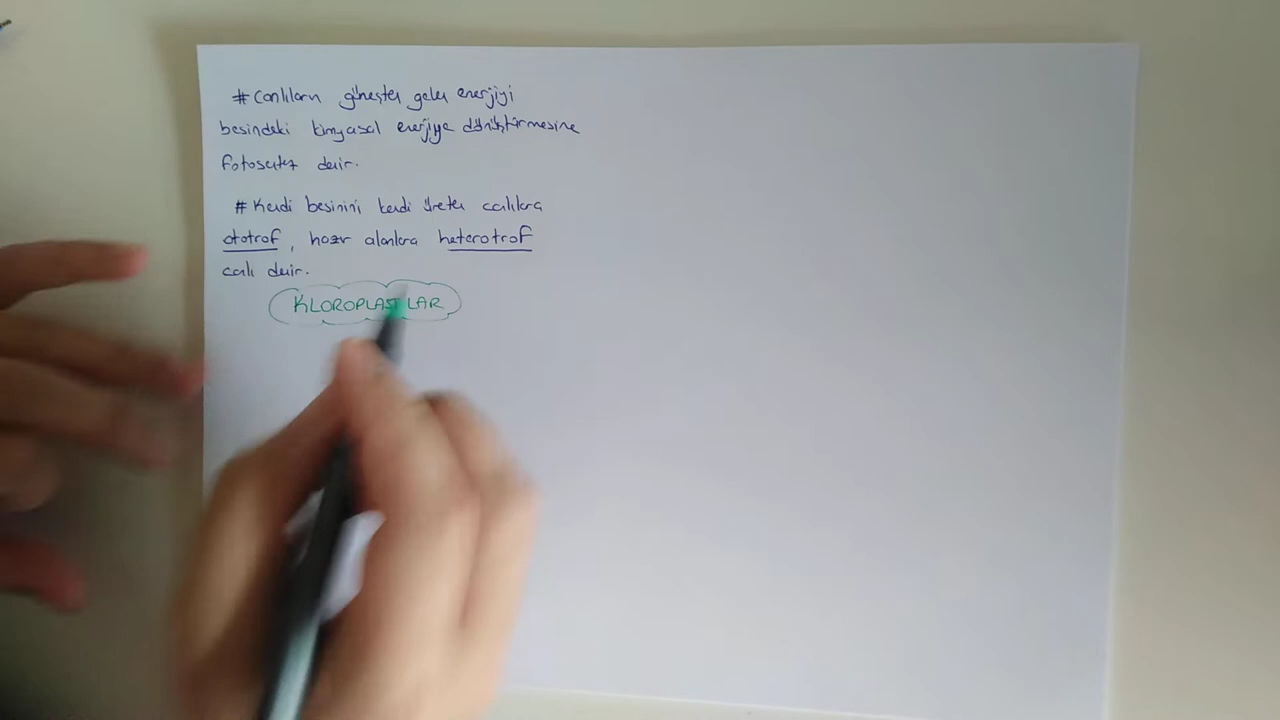 # Canlıların güneşten gelen enerjiyi
besindeki kimyasal enerjiye dönüştürmesine
fotosentez denir.
# Kendi besinini kendi üreten canlılara
ototrof, hazır alanlara heterotrof
canlı denir.
KLOROPLASTLAR